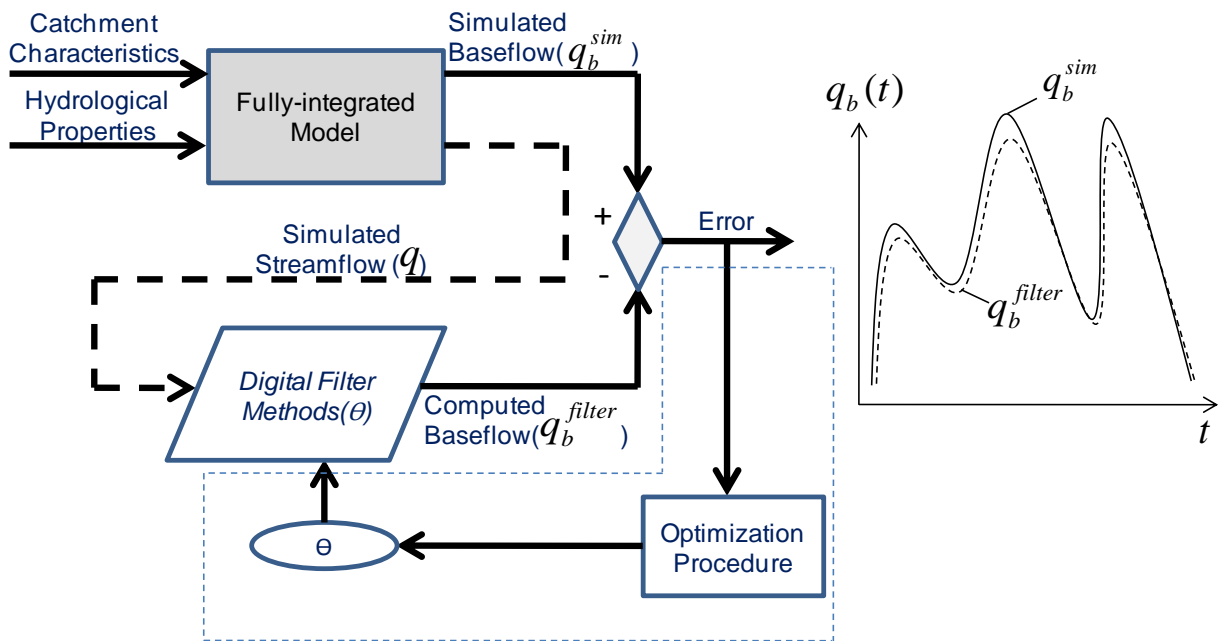 Catchment
Characteristics
Hydrological
Properties
Fully-integrated
Model
Simulated
Baseflow(q_b^{sim})
+
-
Error
Simulated
Streamflow(q)
Digital Filter
Methods(θ)
Computed
Baseflow(q_b^{filter})
Θ
Optimization
Procedure
q_b(t)
q_b^{sim}
q_b^{filter}
t